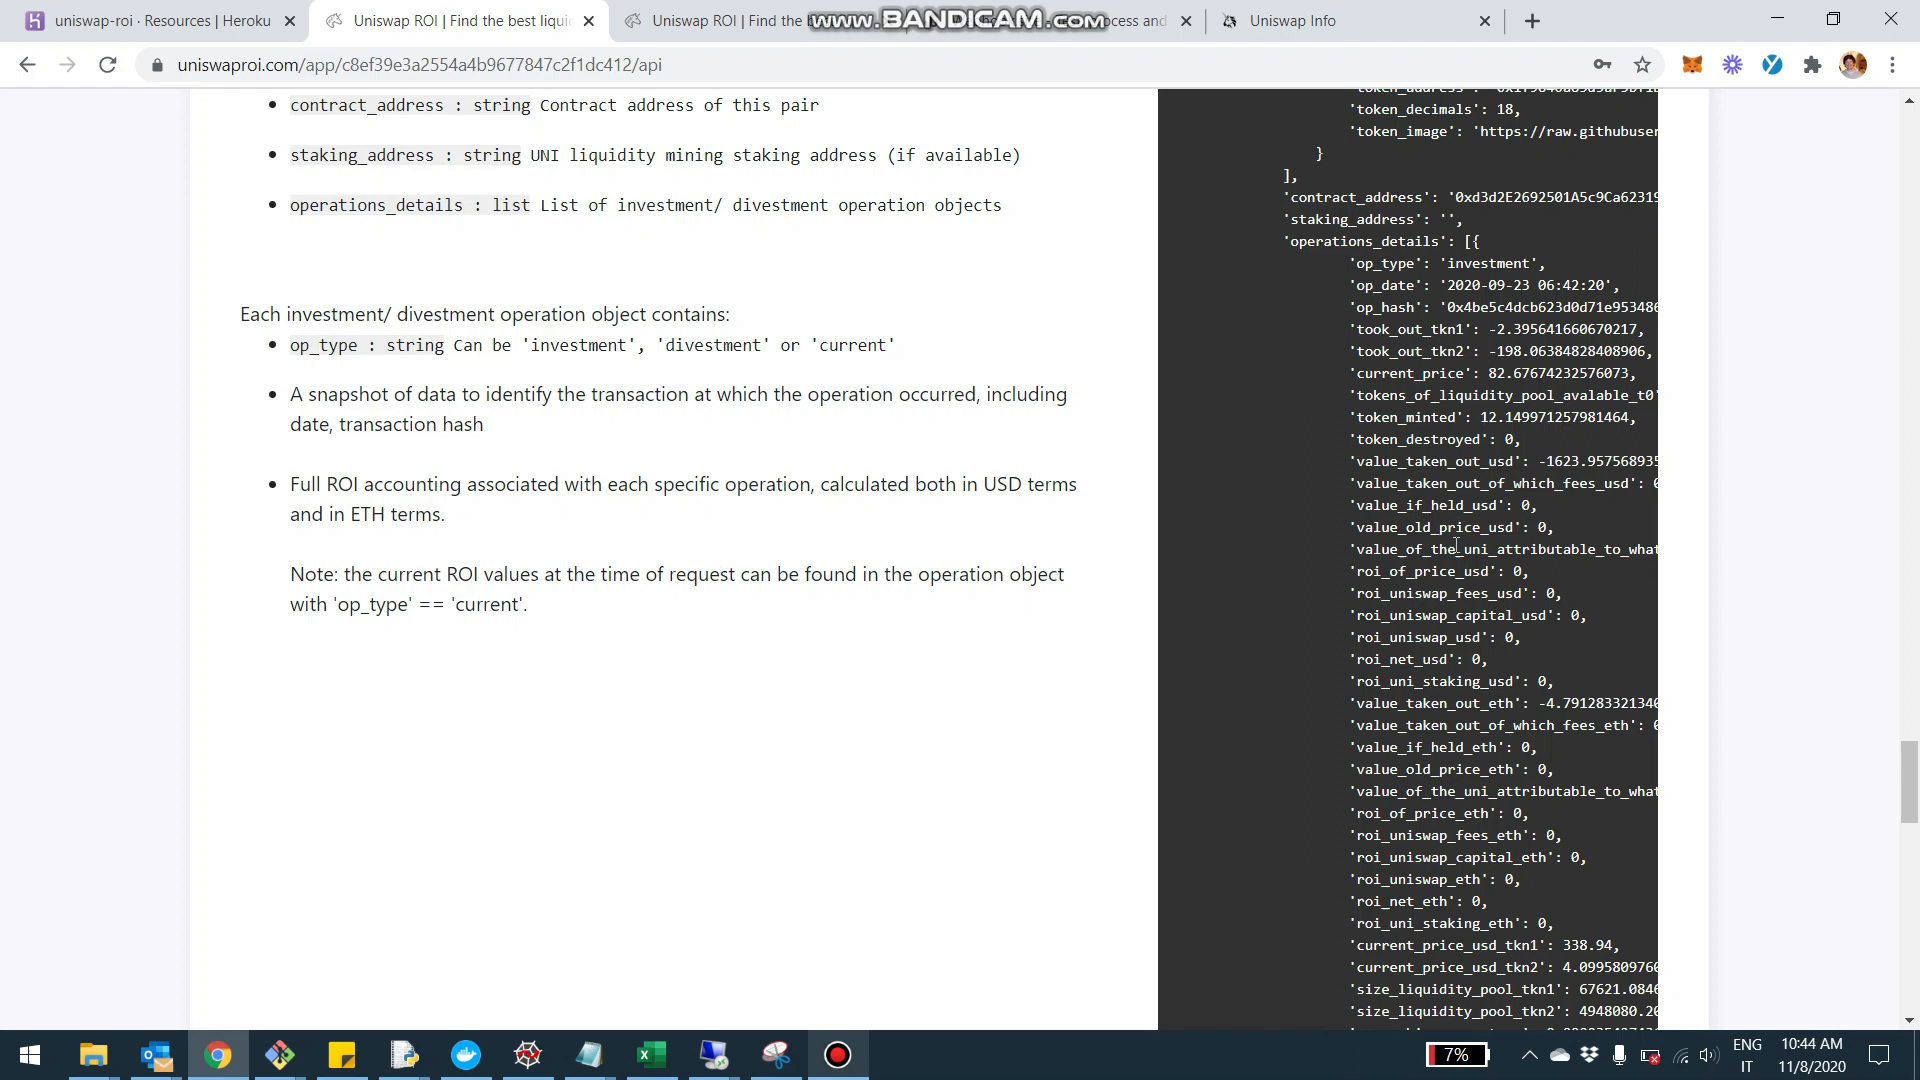 uniswap-roi · Resources | Heroku
Uniswap ROI | Find the best liquid
Uniswap ROI | Find the b
www.BANDICAM.com
process and
Uniswap Info
uniswaproi.com/app/c8ef39e3a2554a4b9677847c2f1dc412/api
contract_address : string Contract address of this pair
staking_address : string UNI liquidity mining staking address (if available)
operations_details : list List of investment/ divestment operation objects
Each investment/ divestment operation object contains:
op_type : string Can be 'investment', 'divestment' or 'current'
A snapshot of data to identify the transaction at which the operation occurred, including
date, transaction hash
Full ROI accounting associated with each specific operation, calculated both in USD terms
and in ETH terms.
Note: the current ROI values at the time of request can be found in the operation object
with 'op_type' == 'current'.
'token_decimals': 18,
'token_image': 'https://raw.githubuser
}
],
'contract_address': '0xd3d2E2692501A5c9Ca62319
'staking_address': '',
'operations_details': [{
'op_type': 'investment',
'op_date': '2020-09-23 06:42:20',
'op_hash': '0x4be5c4dcb623d0d71e953486
'took_out_tkn1': -2.395641660670217,
'took_out_tkn2': -198.06384828408906,
'current_price': 82.67674232576073,
'tokens_of_liquidity_pool_avalable_t0'
'token_minted': 12.149971257981464,
'token_destroyed': 0,
'value_taken_out_usd': -1623.957568935
'value_taken_out_of_which_fees_usd': 0
'value_if_held_usd': 0,
'value_old_price_usd': 0,
'value_of_the_uni_attributable_to_what
'roi_of_price_usd': 0,
'roi_uniswap_fees_usd': 0,
'roi_uniswap_capital_usd': 0,
'roi_uniswap_usd': 0,
'roi_net_usd': 0,
'roi_uni_staking_usd': 0,
'value_taken_out_eth': -4.791283321340
'value_taken_out_of_which_fees_eth': 0
'value_if_held_eth': 0,
'value_old_price_eth': 0,
'value_of_the_uni_attributable_to_what
'roi_of_price_eth': 0,
'roi_uniswap_fees_eth': 0,
'roi_uniswap_capital_eth': 0,
'roi_uniswap_eth': 0,
'roi_net_eth': 0,
'roi_uni_staking_eth': 0,
'current_price_usd_tkn1': 338.94,
'current_price_usd_tkn2': 4.0995809760
'size_liquidity_pool_tkn1': 67621.0846
'size_liquidity_pool_tkn2': 4948080.20
7%
ENG
IT
10:44 AM
11/8/2020